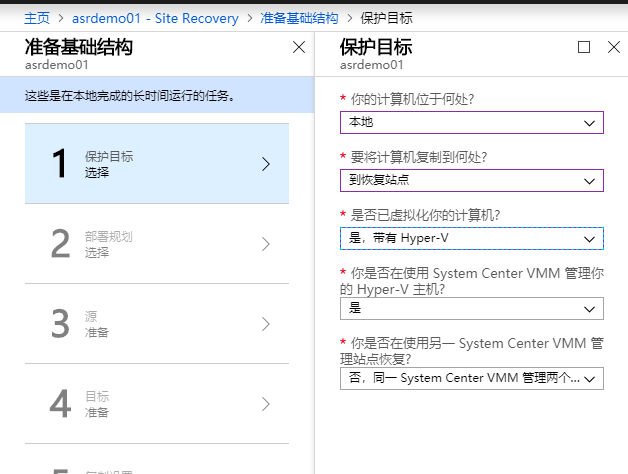 主页 > asrdemo01 - Site Recovery > 准备基础结构 > 保护目标
准备基础结构
asrdemo01
这些是在本地完成的长时间运行的任务。
1
保护目标
选择
2
部署规划
选择
3
源
准备
4
目标
准备
保护目标
asrdemo01
* 你的计算机位于何处?
本地
* 要将计算机复制到何处?
到恢复站点
* 是否已虚拟化你的计算机?
是，带有 Hyper-V
* 你是否在使用 System Center VMM 管理你
的 Hyper-V 主机?
是
* 你是否在使用另一 System Center VMM 管
理站点恢复?
否，同一 System Center VMM 管理两个...